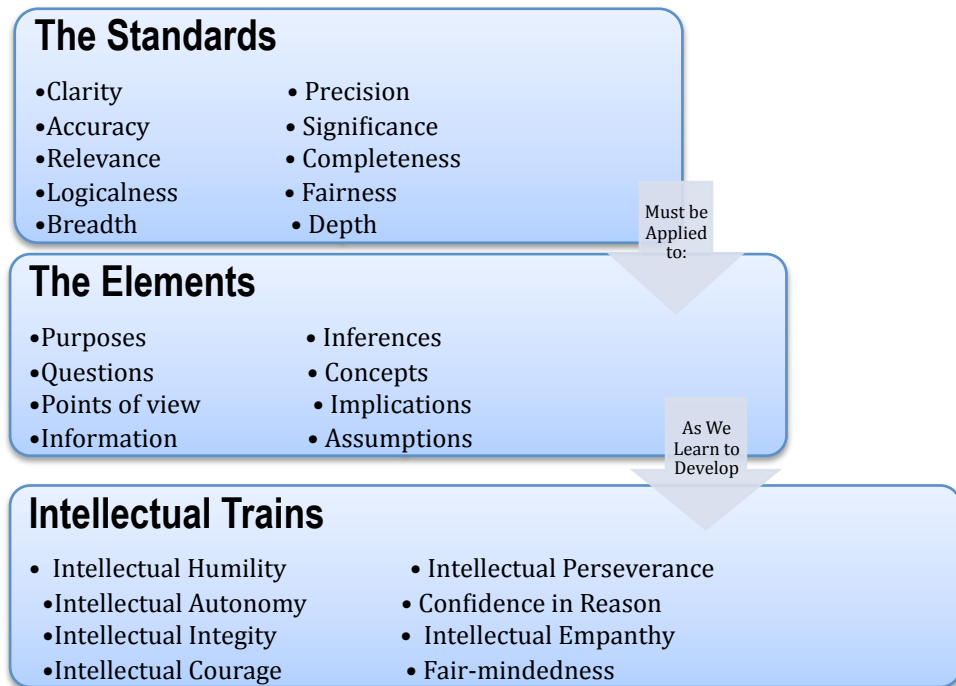 The Standards
•Clarity • Precision
•Accuracy • Significance
•Relevance • Completeness
•Logicalness • Fairness
•Breadth • Depth
Must be
Applied
to:
The Elements
•Purposes • Inferences
•Questions • Concepts
•Points of view • Implications
•Information • Assumptions
As We
Learn to
Develop
Intellectual Trains
• Intellectual Humility • Intellectual Perseverance
•Intellectual Autonomy • Confidence in Reason
•Intellectual Integity • Intellectual Empanthy
•Intellectual Courage • Fair-mindedness